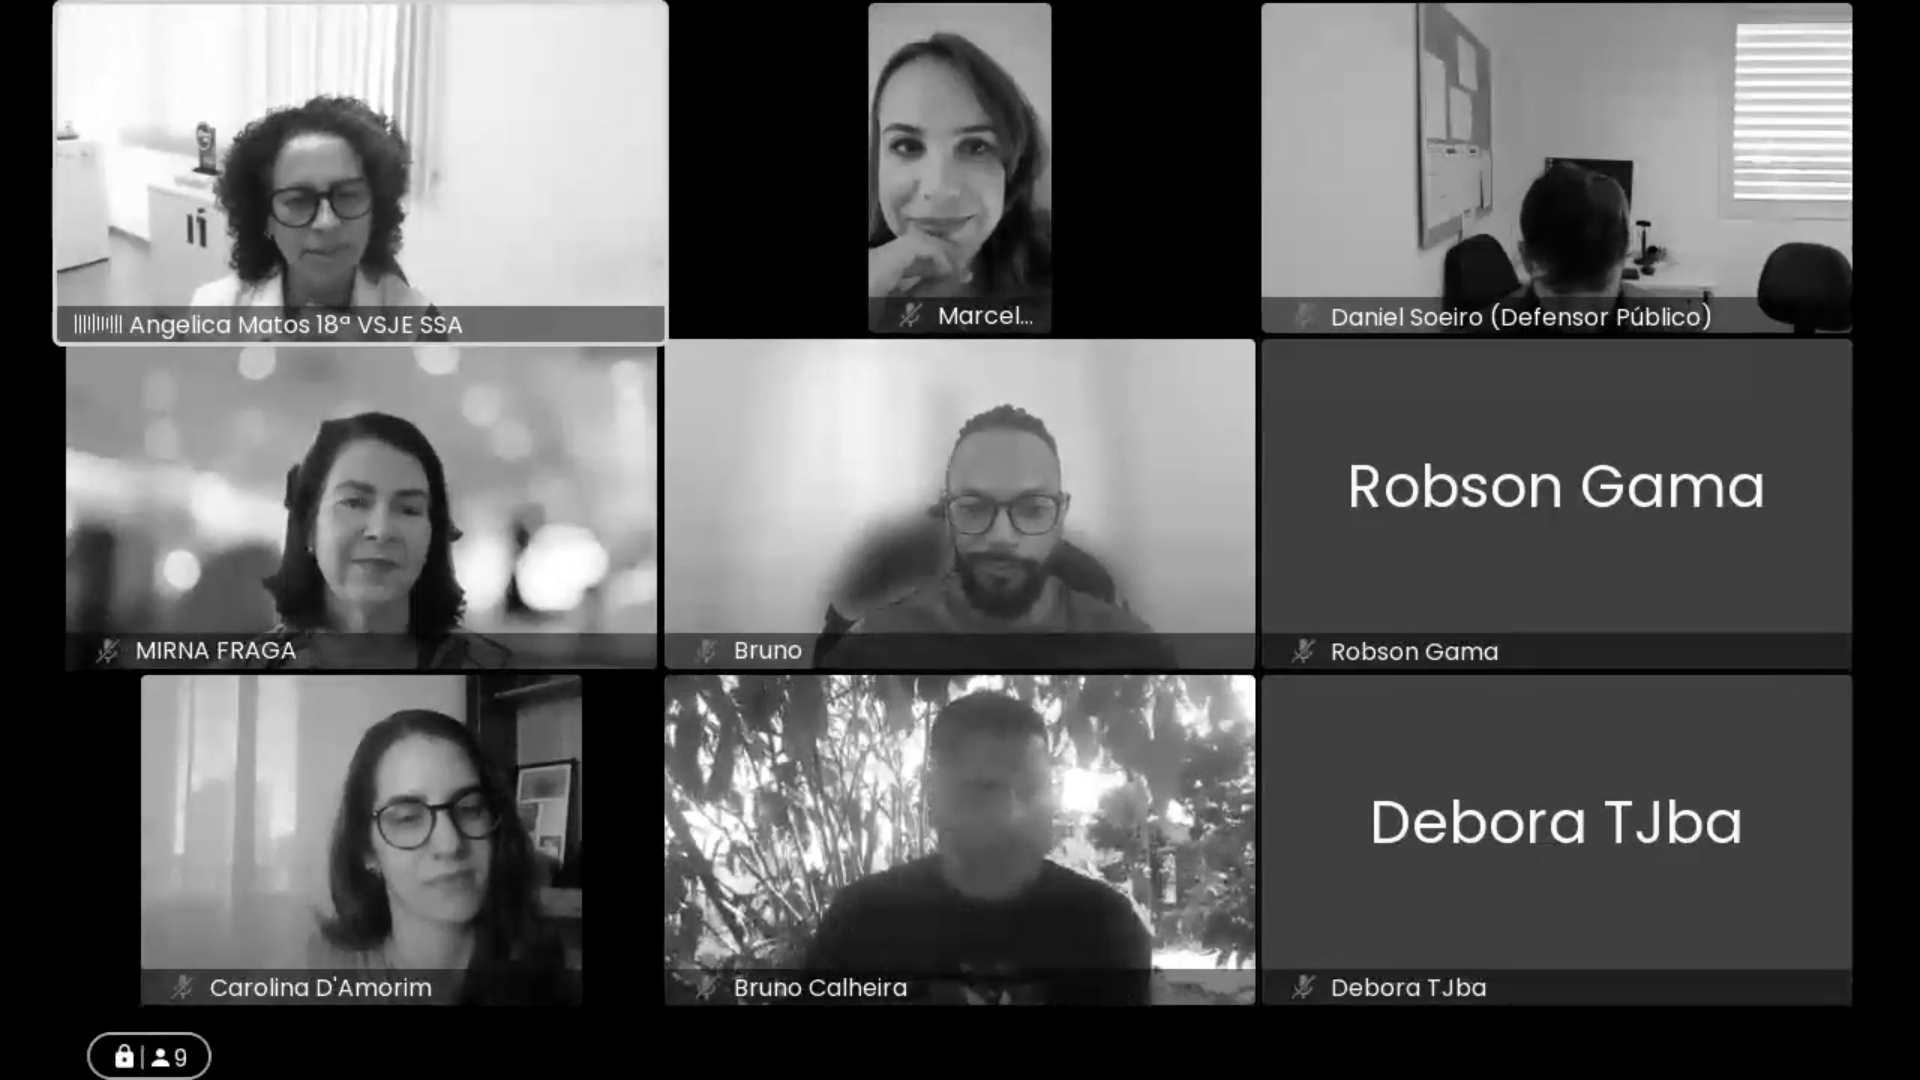 Angelica Matos 18ª VSJE SSA
Marcel...
Daniel Soeiro (Defensor Público)
MIRNA FRAGA
Bruno
Robson Gama
Robson Gama
Carolina D'Amorim
Bruno Calheira
Debora TJba
Debora TJba
9